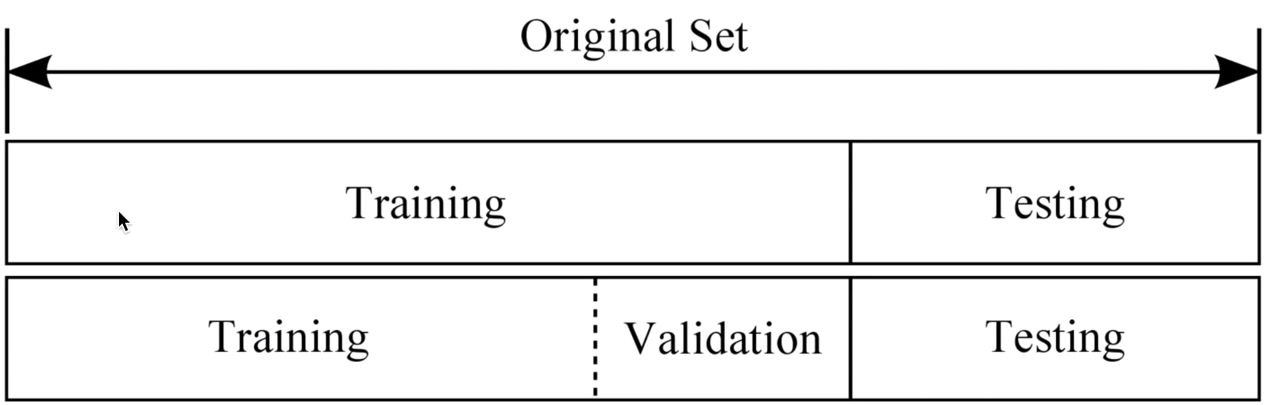 Original Set
Training Testing
Training Validation Testing